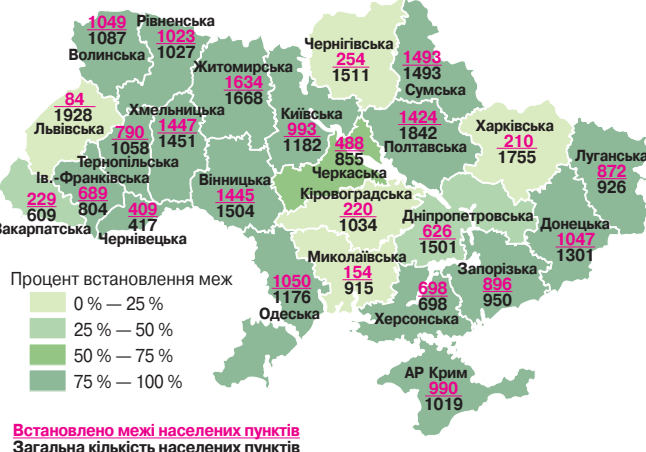 1049
1087
Волинська
Рівненська
1023
1027
Житомирська
1634
1668
Чернігівська
254
1511
1493
1493
Сумська
84
1928
Львівська
Хмельницька
1447
1451
790
1058
Тернопільська
Київська
993
1182
488
855
Черкаська
1424
1842
Полтавська
Харківська
210
1755
Луганська
872
926
229
609
Закарпатська
Ів.-Франківська
689
804
409
417
Чернівецька
Вінницька
1445
1504
Кіровоградська
220
1034
Дніпропетровська
626
1501
Донецька
1047
1301
Миколаївська
154
915
1050
1176
Одеська
698
698
Херсонська
Запорізька
896
950
АР Крим
990
1019
Процент встановлення меж
0 % — 25 %
25 % — 50 %
50 % — 75 %
75 % — 100 %
Встановлено межі населених пунктів
Загальна кількість населених пунктів